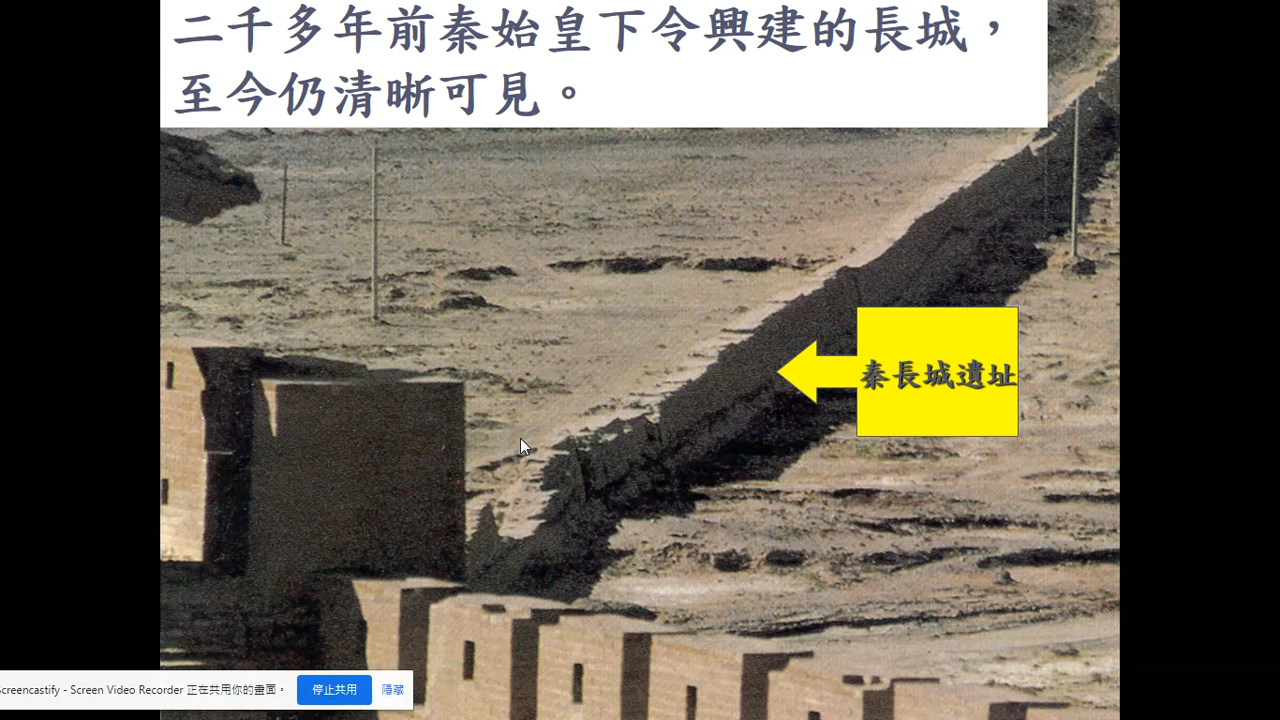 二千多年前秦始皇下令興建的長城，
至今仍清晰可見。
秦長城遺址
Screencastify - Screen Video Recorder 正在共用你的畫面。 停止共用 隱藏